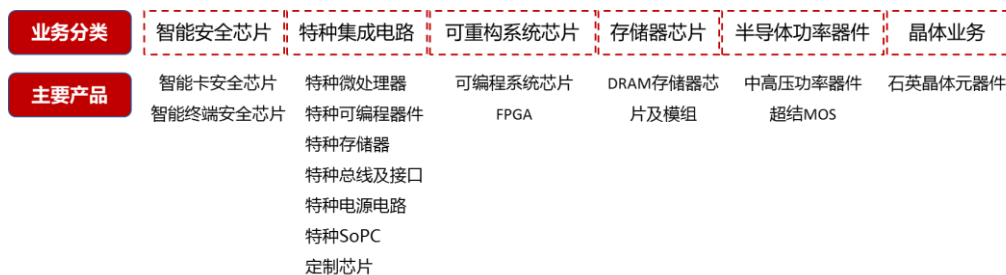 业务分类 智能安全芯片 特种集成电路 可重构系统芯片 存储器芯片 半导体功率器件 晶体业务
主要产品 智能卡安全芯片 特种微处理器 可编程系统芯片 DRAM存储器芯 中高压功率器件 石英晶体元器件
智能终端安全芯片 特种可编程器件 FPGA 片及模组 超结MOS
特种存储器
特种总线及接口
特种电源电路
特种SoPC
定制芯片